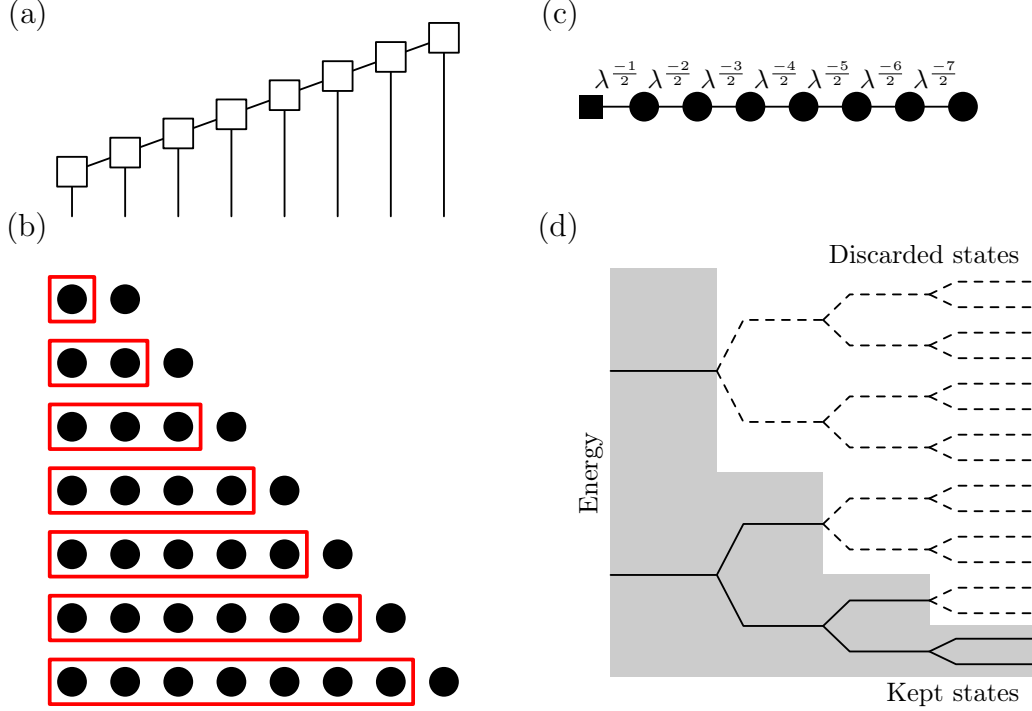 (a)
(c)
λ^{-1/2} λ^{-2/2} λ^{-3/2} λ^{-4/2} λ^{-5/2} λ^{-6/2} λ^{-7/2}
(b)
(d)
Discarded states
Energy
Kept states